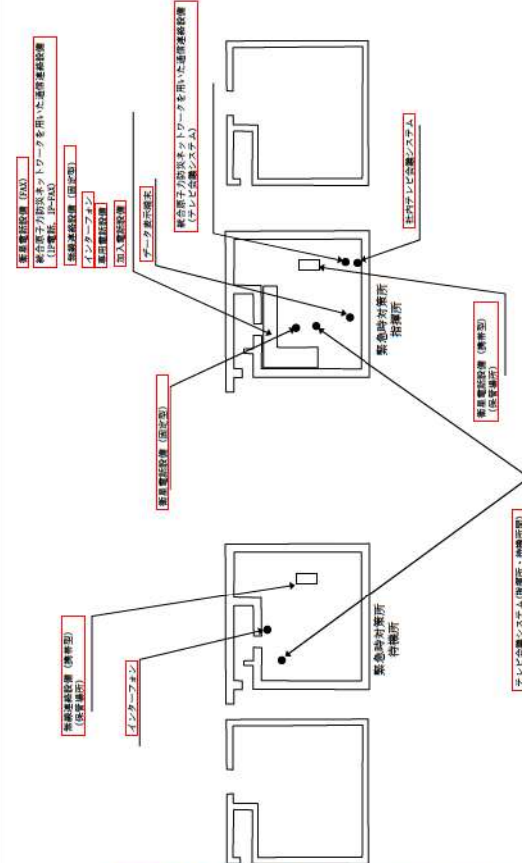 衛星電話設備（FAX）
統合原子力防災ネットワークを用いた通信連絡設備
（IP電話、IP-FAX）
無線連絡設備（固定型）
インターフォン
専用電話設備
加入電話設備
データ表示端末
統合原子力防災ネットワークを用いた通信連絡設備
（テレビ会議システム）
社内テレビ会議システム
衛星電話設備（固定型）
緊急時対策所
指揮所
衛星電話設備（携帯型）
（保管場所）
無線連絡設備（携帯型）
（保管場所）
インターフォン
緊急時対策所
待機所
テレビ会議システム（指揮所・待機所間）